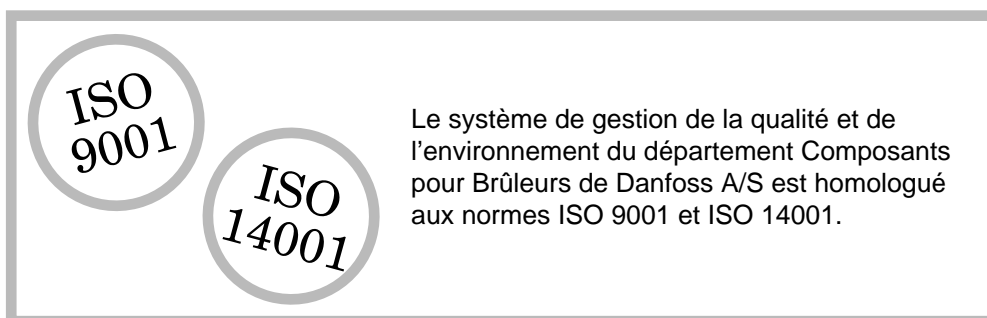 ISO
9001
ISO
14001
Le système de gestion de la qualité et de
l'environnement du département Composants
pour Brûleurs de Danfoss A/S est homologué
aux normes ISO 9001 et ISO 14001.